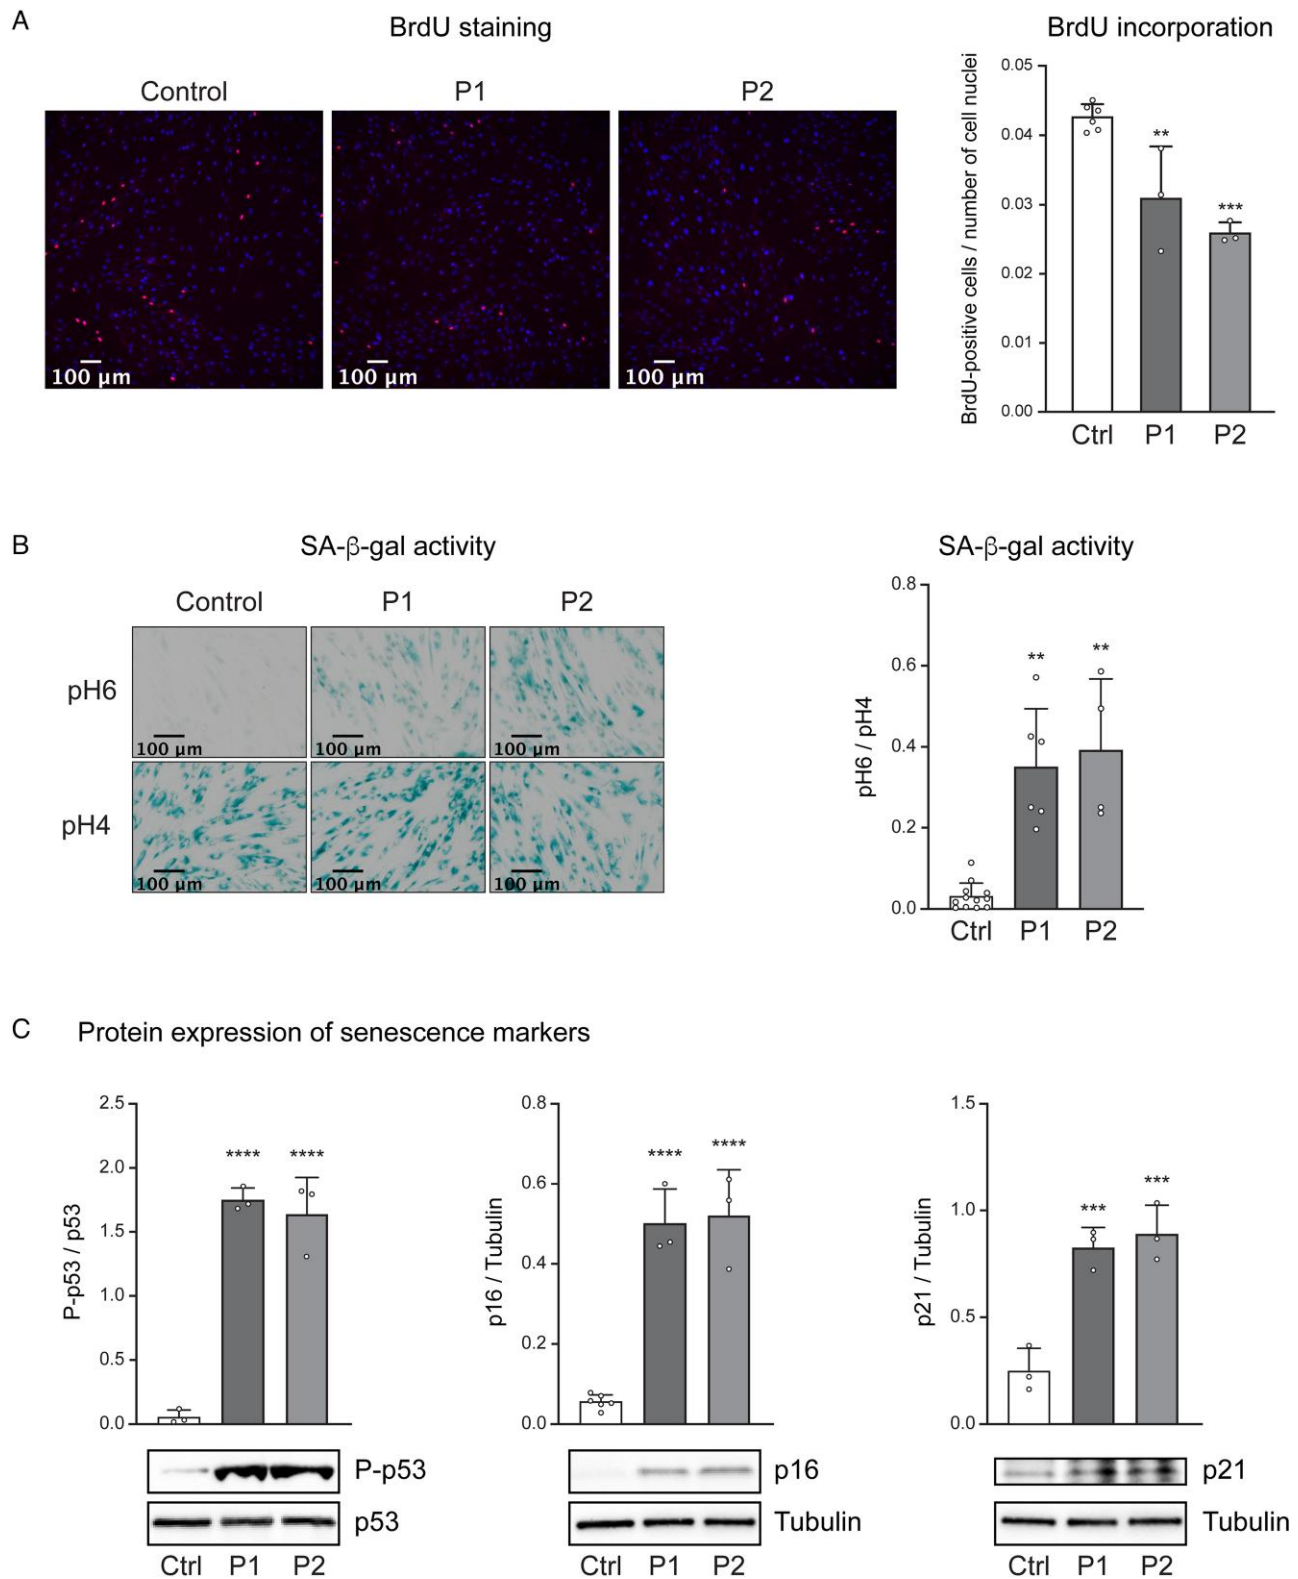 A
BrdU staining
BrdU incorporation
Control
P1
P2
100 µm
100 µm
100 µm
BrdU-positive cells / number of cell nuclei
0.05
0.04
0.03
0.02
0.01
0.00
**
***
Ctrl
P1
P2
B
SA-β-gal activity
SA-β-gal activity
Control
P1
P2
pH6
100 µm
100 µm
100 µm
pH4
100 µm
100 µm
100 µm
pH6 / pH4
0.8
0.6
0.4
0.2
0.0
**
**
Ctrl
P1
P2
C
Protein expression of senescence markers
P-p53 / p53
2.5
2.0
1.5
1.0
0.5
0.0
****
****
P-p53
p53
Ctrl
P1
P2
p16 / Tubulin
0.8
0.6
0.4
0.2
0.0
****
****
p16
Tubulin
Ctrl
P1
P2
p21 / Tubulin
1.5
1.0
0.5
0.0
***
***
p21
Tubulin
Ctrl
P1
P2